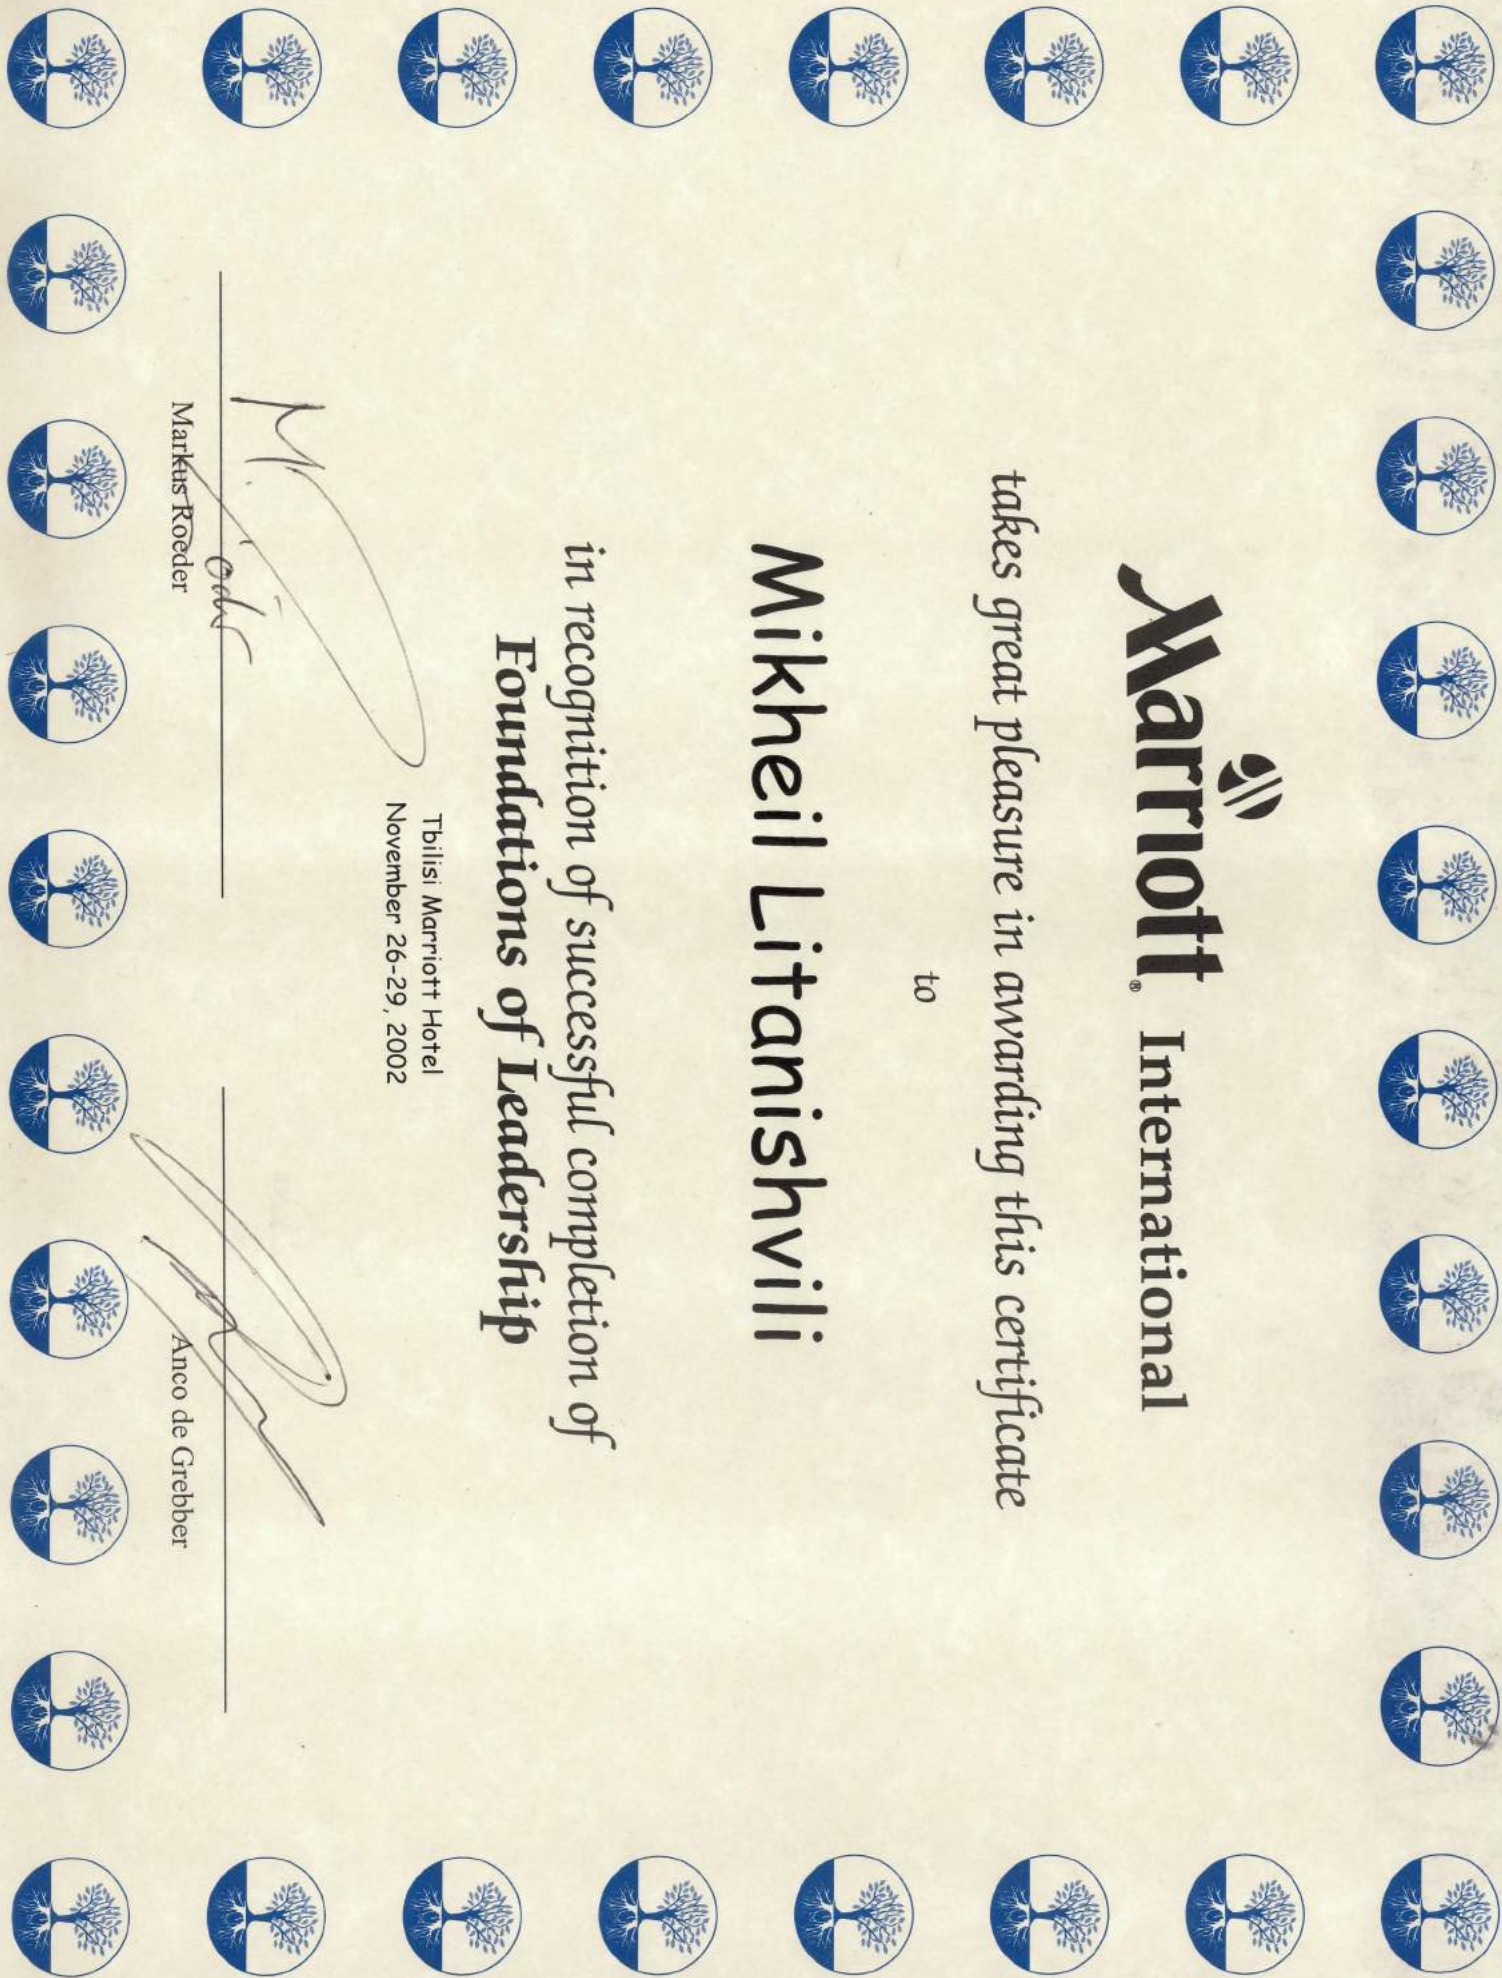 Marriott® International
takes great pleasure in awarding this certificate
to
Mikheil Litanishvili
in recognition of successful completion of
Foundations of Leadership
Tbilisi Marriott Hotel
November 26-29, 2002
Markus Roeder
Anco de Grebber